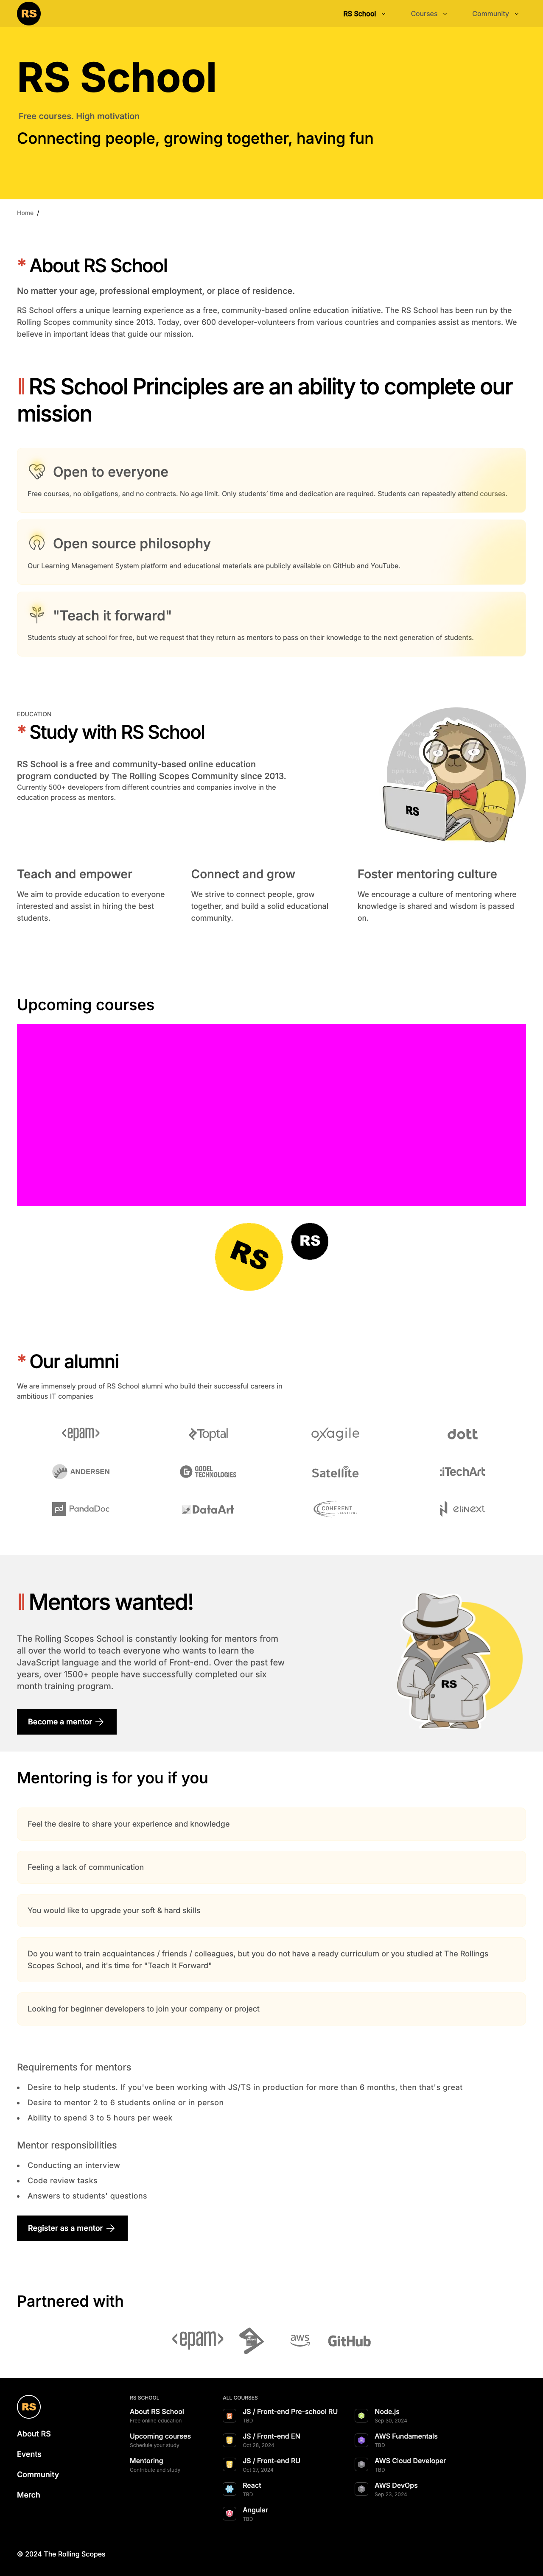 RS
RS School
Courses
Community
RS School
Free courses. High motivation
Connecting people, growing together, having fun
Home /
* About RS School
No matter your age, professional employment, or place of residence.
RS School offers a unique learning experience as a free, community-based online education initiative. The RS School has been run by the
Rolling Scopes community since 2013. Today, over 600 developer-volunteers from various countries and companies assist as mentors. We
believe in important ideas that guide our mission.
RS School Principles are an ability to complete our
mission
Open to everyone
Free courses, no obligations, and no contracts. No age limit. Only students' time and dedication are required. Students can repeatedly attend courses.
Open source philosophy
Our Learning Management System platform and educational materials are publicly available on GitHub and YouTube.
"Teach it forward"
Students study at school for free, but we request that they return as mentors to pass on their knowledge to the next generation of students.
EDUCATION
* Study with RS School
RS School is a free and community-based online education
program conducted by The Rolling Scopes Community since 2013.
Currently 500+ developers from different countries and companies involve in the
education process as mentors.
RS
Teach and empower
We aim to provide education to everyone
interested and assist in hiring the best
students.
Connect and grow
We strive to connect people, grow
together, and build a solid educational
community.
Foster mentoring culture
We encourage a culture of mentoring where
knowledge is shared and wisdom is passed
on.
Upcoming courses
RS
RS
* Our alumni
We are immensely proud of RS School alumni who build their successful careers in
ambitious IT companies
<epam>
Toptal
oxagile
dott
ANDERSEN
GODEL
TECHNOLOGIES
Satellite
:iTechArt
pd PandaDoc
DataArt
COHERENT
SOLUTIONS
eliNext
Mentors wanted!
The Rolling Scopes School is constantly looking for mentors from
all over the world to teach everyone who wants to learn the
JavaScript language and the world of Front-end. Over the past few
years, over 1500+ people have successfully completed our six
month training program.
Become a mentor
RS
Mentoring is for you if you
Feel the desire to share your experience and knowledge
Feeling a lack of communication
You would like to upgrade your soft & hard skills
Do you want to train acquaintances / friends / colleagues, but you do not have a ready curriculum or you studied at The Rollings
Scopes School, and it's time for "Teach It Forward"
Looking for beginner developers to join your company or project
Requirements for mentors
• Desire to help students. If you've been working with JS/TS in production for more than 6 months, then that's great
• Desire to mentor 2 to 6 students online or in person
• Ability to spend 3 to 5 hours per week
Mentor responsibilities
• Conducting an interview
• Code review tasks
• Answers to students' questions
Register as a mentor
Partnered with
<epam>
aws
GitHub
RS
About RS
Events
Community
Merch
RS SCHOOL
About RS School
Free online education
Upcoming courses
Schedule your study
Mentoring
Contribute and study
ALL COURSES
JS / Front-end Pre-school RU
TBD
JS / Front-end EN
Oct 28, 2024
JS / Front-end RU
Oct 27, 2024
React
TBD
Angular
TBD
Node.js
Sep 30, 2024
AWS Fundamentals
TBD
AWS Cloud Developer
TBD
AWS DevOps
Sep 23, 2024
© 2024 The Rolling Scopes